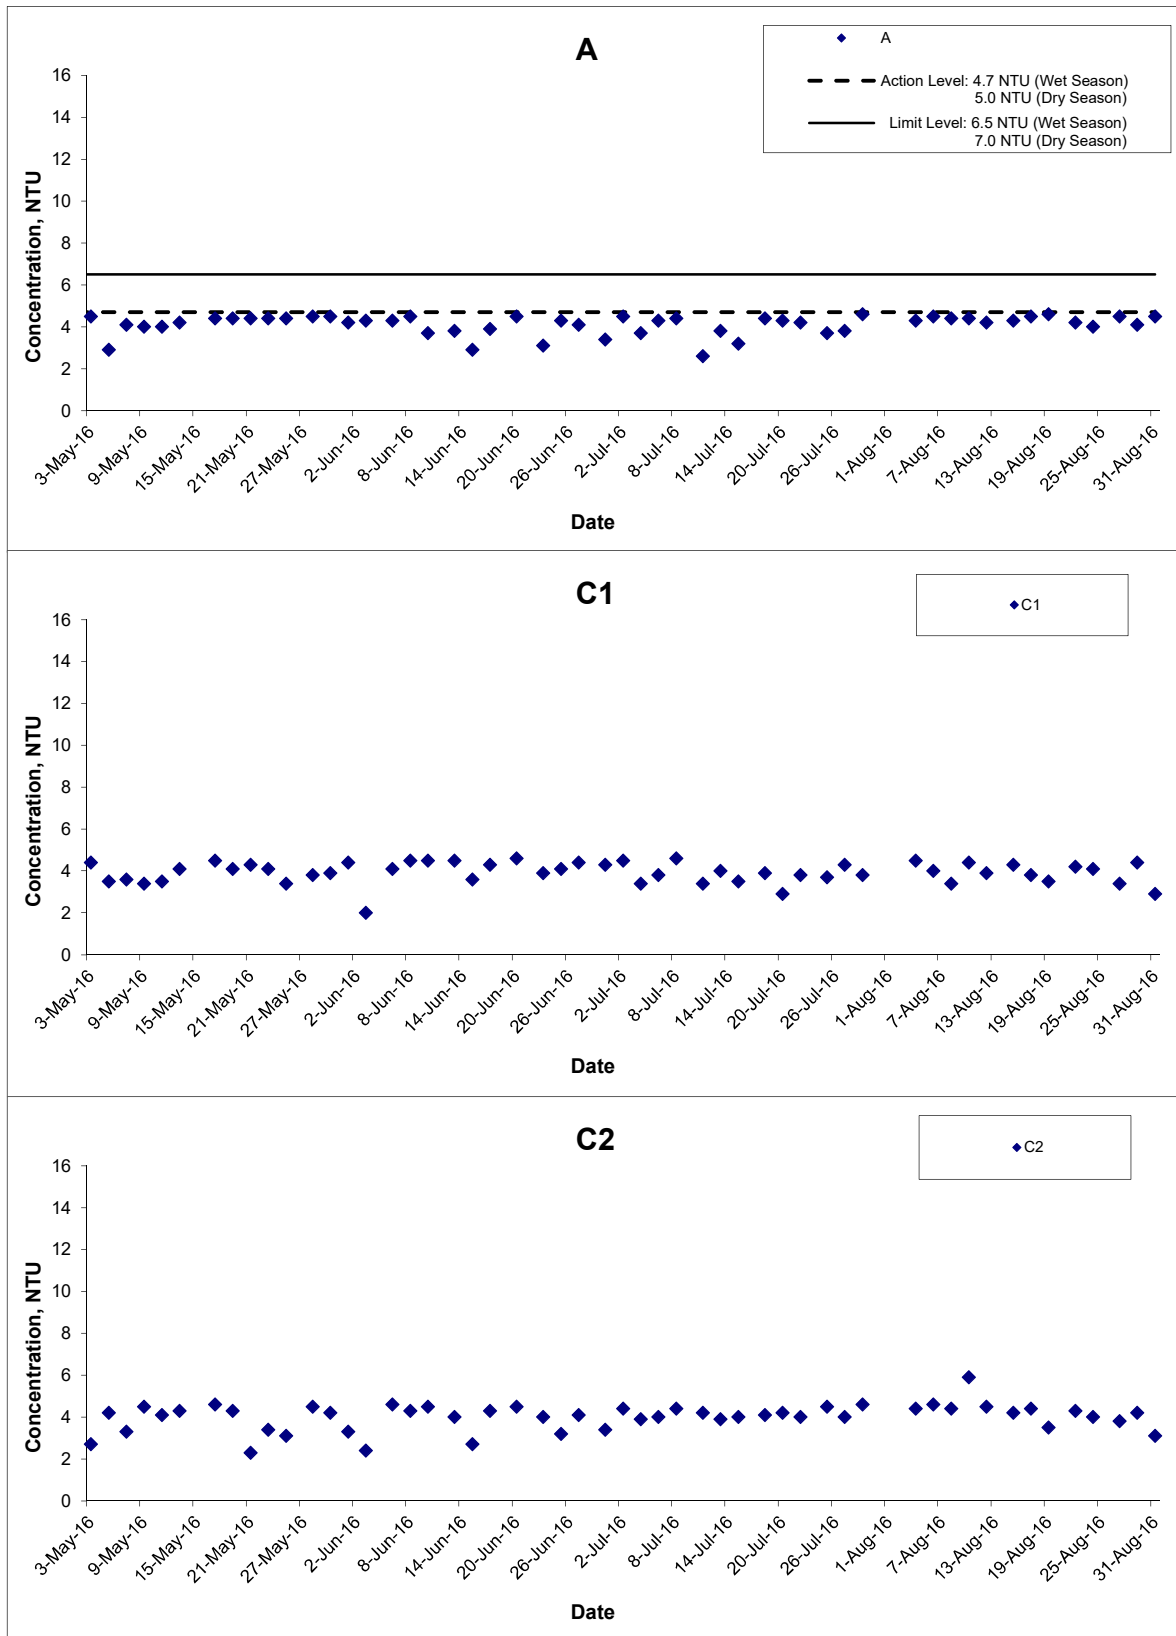 A
A
Action Level: 4.7 NTU (Wet Season)
5.0 NTU (Dry Season)
Limit Level: 6.5 NTU (Wet Season)
7.0 NTU (Dry Season)
Concentration, NTU
16
14
12
10
8
6
4
2
0
3-May-16
9-May-16
15-May-16
21-May-16
27-May-16
2-Jun-16
8-Jun-16
14-Jun-16
20-Jun-16
26-Jun-16
2-Jul-16
8-Jul-16
14-Jul-16
20-Jul-16
26-Jul-16
1-Aug-16
7-Aug-16
13-Aug-16
19-Aug-16
25-Aug-16
31-Aug-16
Date
C1
C1
Concentration, NTU
16
14
12
10
8
6
4
2
0
3-May-16
9-May-16
15-May-16
21-May-16
27-May-16
2-Jun-16
8-Jun-16
14-Jun-16
20-Jun-16
26-Jun-16
2-Jul-16
8-Jul-16
14-Jul-16
20-Jul-16
26-Jul-16
1-Aug-16
7-Aug-16
13-Aug-16
19-Aug-16
25-Aug-16
31-Aug-16
Date
C2
C2
Concentration, NTU
16
14
12
10
8
6
4
2
0
3-May-16
9-May-16
15-May-16
21-May-16
27-May-16
2-Jun-16
8-Jun-16
14-Jun-16
20-Jun-16
26-Jun-16
2-Jul-16
8-Jul-16
14-Jul-16
20-Jul-16
26-Jul-16
1-Aug-16
7-Aug-16
13-Aug-16
19-Aug-16
25-Aug-16
31-Aug-16
Date